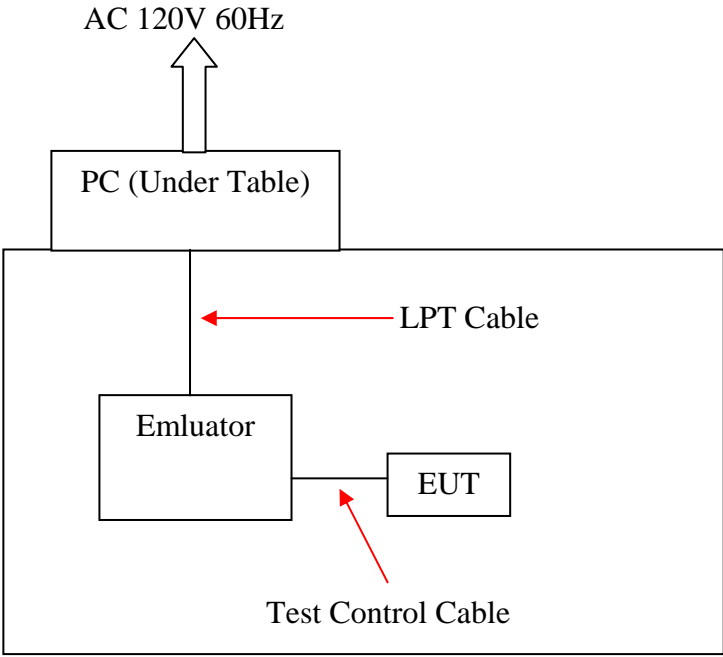 AC 120V 60Hz
PC (Under Table)
LPT Cable
Emluator
EUT
Test Control Cable